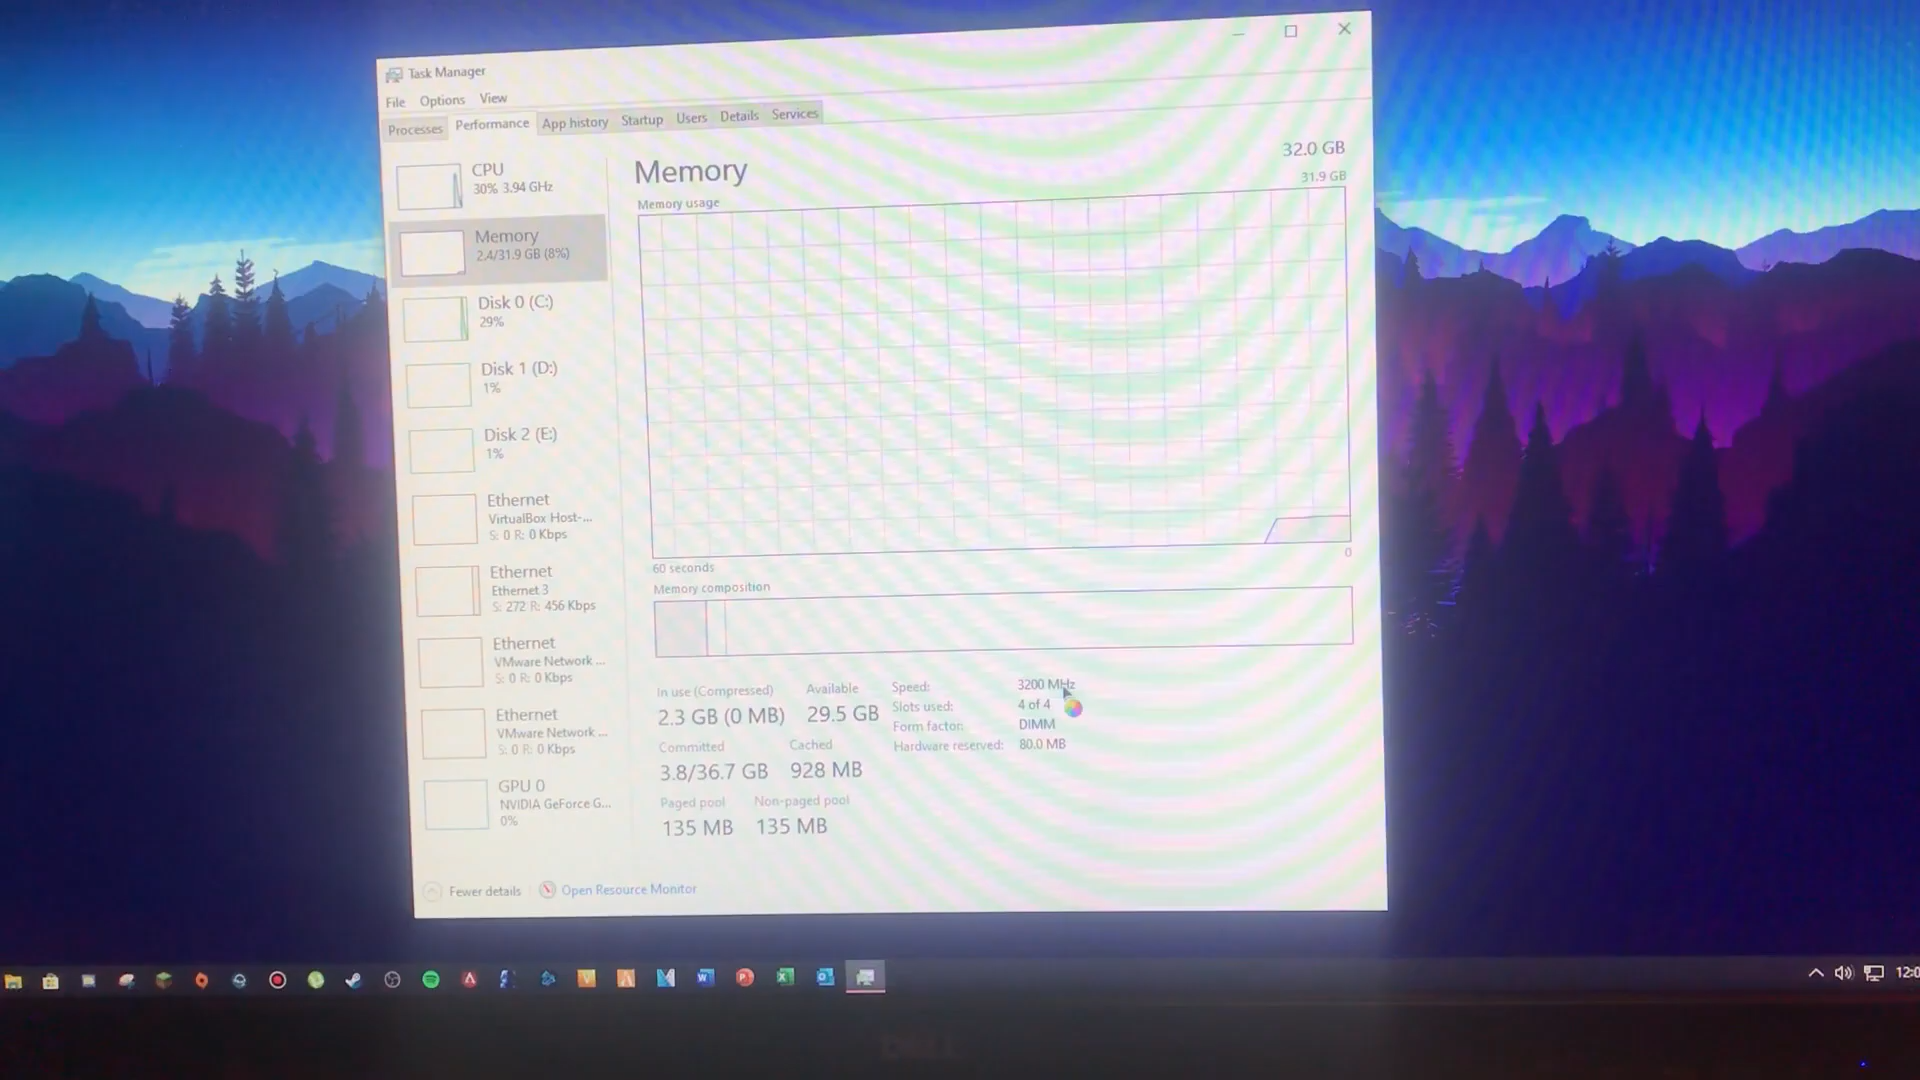 Task Manager
File Options View
Processes Performance App history Startup Users Details Services
CPU
30% 3.94 GHz
Memory
2.4/31.9 GB (8%)
Disk 0 (C:)
29%
Disk 1 (D:)
1%
Disk 2 (E:)
1%
Ethernet
VirtualBox Host-...
S: 0 R: 0 Kbps
Ethernet
Ethernet 3
S: 272 R: 456 Kbps
Ethernet
VMware Network ...
S: 0 R: 0 Kbps
Ethernet
VMware Network ...
S: 0 R: 0 Kbps
GPU 0
NVIDIA GeForce G...
0%
Memory 32.0 GB
Memory usage 31.9 GB
60 seconds 0
Memory composition
In use (Compressed) Available
2.3 GB (0 MB) 29.5 GB
Committed Cached
3.8/36.7 GB 928 MB
Paged pool Non-paged pool
135 MB 135 MB
Speed: 3200 MHz
Slots used: 4 of 4
Form factor: DIMM
Hardware reserved: 80.0 MB
Fewer details Open Resource Monitor
12:0
DELL